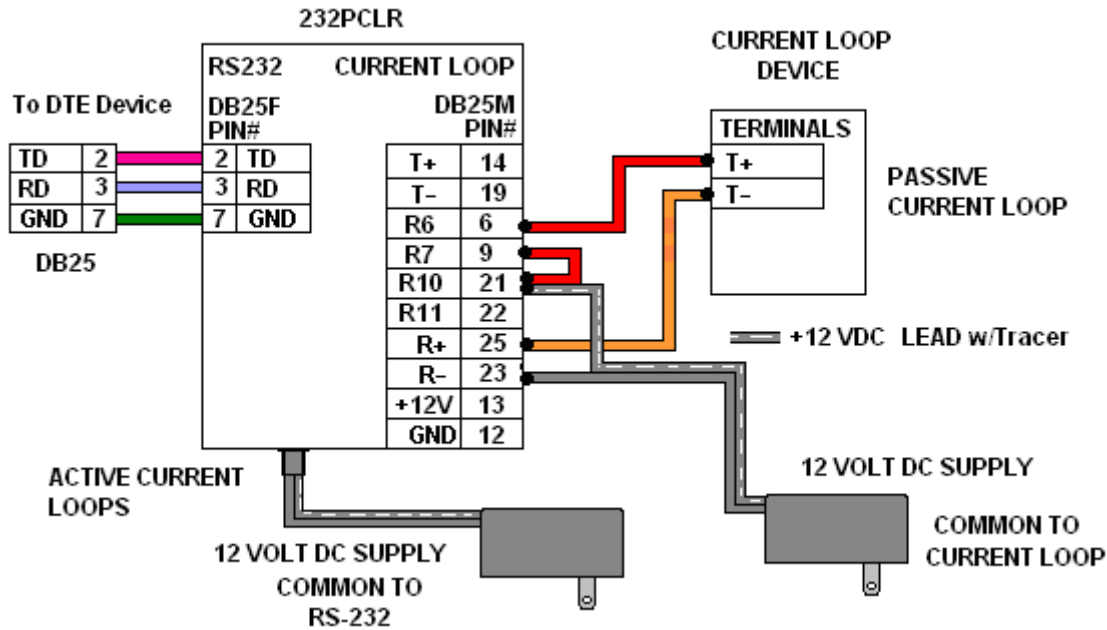 232PCLR
RS232 CURRENT LOOP
DB25F DB25M
PIN# PIN#
To DTE Device
TD 2 2 TD
RD 3 3 RD
GND 7 7 GND
DB25
T+ 14
T− 19
R6 6
R7 9
R10 21
R11 22
R+ 25
R− 23
+12V 13
GND 12
CURRENT LOOP
DEVICE
TERMINALS
T+
T−
PASSIVE
CURRENT LOOP
+12 VDC LEAD w/Tracer
ACTIVE CURRENT
LOOPS
12 VOLT DC SUPPLY
COMMON TO
RS-232
12 VOLT DC SUPPLY
COMMON TO
CURRENT LOOP